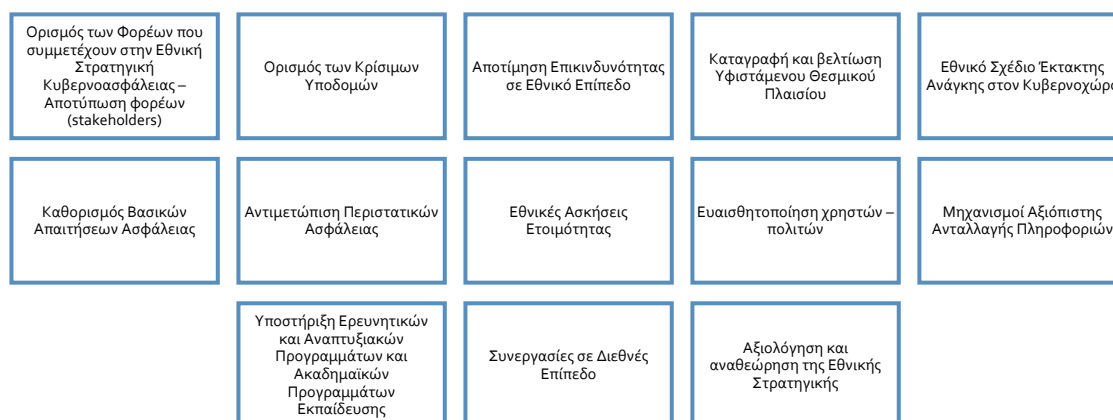 Ορισμός των Φορέων που
συμμετέχουν στην Εθνική
Στρατηγική
Κυβερνοασφάλειας –
Αποτύπωση φορέων
(stakeholders)
Ορισμός των Κρίσιμων
Υποδομών
Αποτίμηση Επικινδυνότητας
σε Εθνικό Επίπεδο
Καταγραφή και βελτίωση
Υφιστάμενου Θεσμικού
Πλαισίου
Εθνικό Σχέδιο Έκτακτης
Ανάγκης στον Κυβερνοχώρο
Καθορισμός Βασικών
Απαιτήσεων Ασφάλειας
Αντιμετώπιση Περιστατικών
Ασφάλειας
Εθνικές Ασκήσεις
Ετοιμότητας
Ευαισθητοποίηση χρηστών –
πολιτών
Μηχανισμοί Αξιόπιστης
Ανταλλαγής Πληροφοριών
Υποστήριξη Ερευνητικών
και Αναπτυξιακών
Προγραμμάτων και
Ακαδημαϊκών
Προγραμμάτων
Εκπαίδευσης
Συνεργασίες σε Διεθνές
Επίπεδο
Αξιολόγηση και
αναθεώρηση της Εθνικής
Στρατηγικής